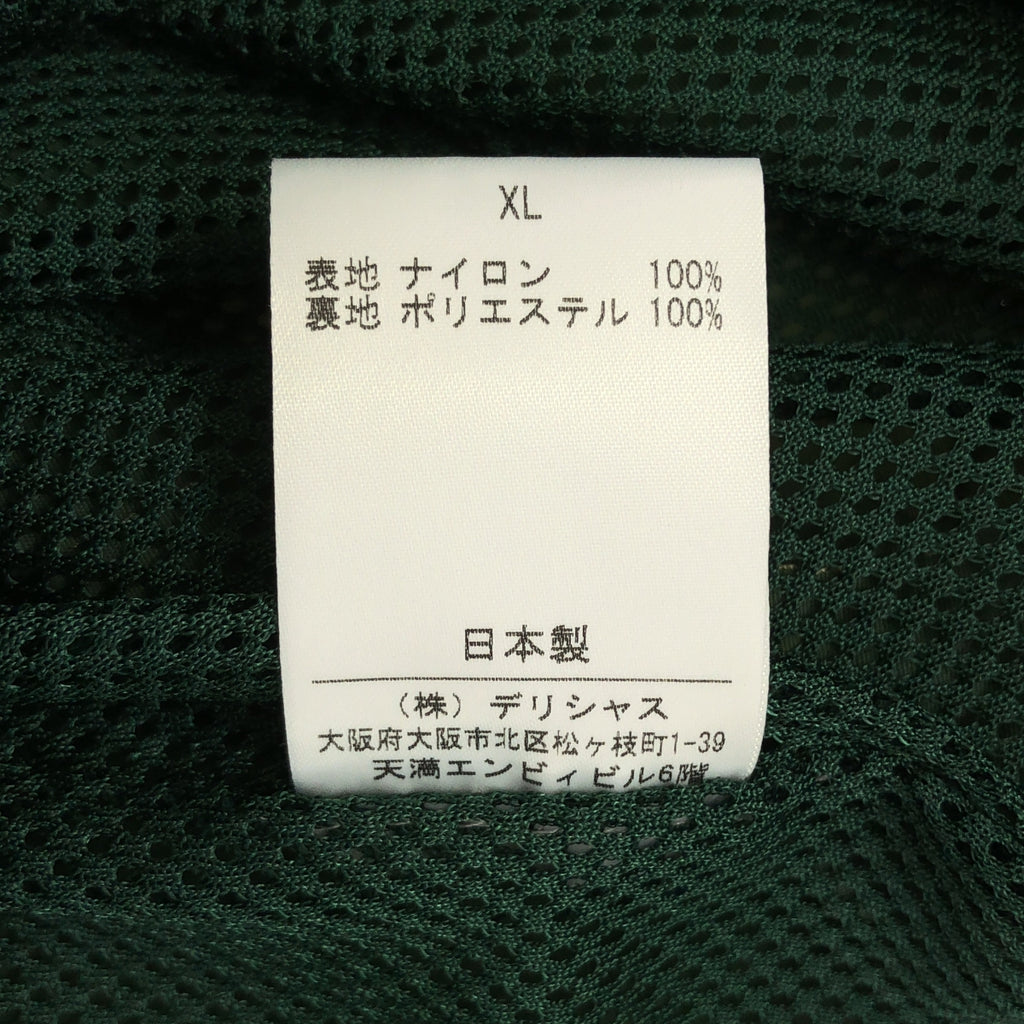 XL
表地 ナイロン 100%
裏地 ポリエステル 100%
日本製
（株）デリシャス
大阪府大阪市北区松ヶ枝町1-39
天満エンビィビル6階